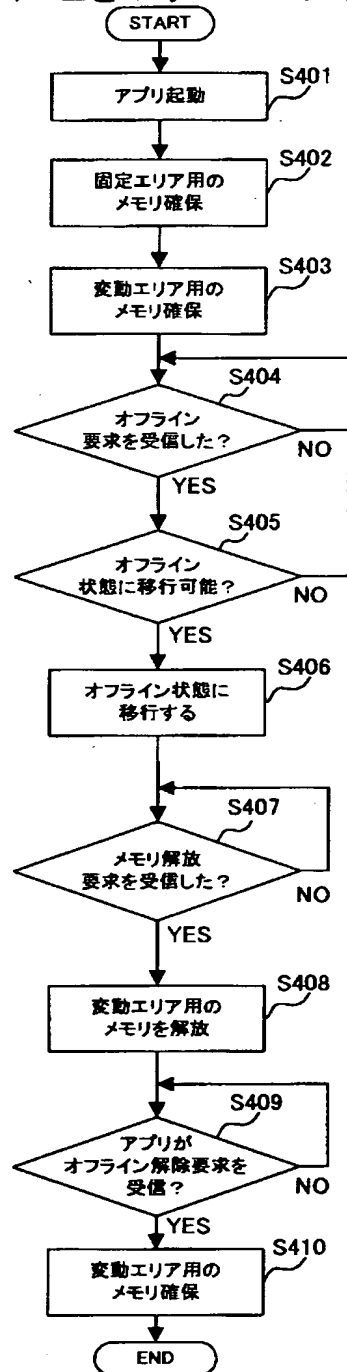 START
S401
アプリ起動
S402
固定エリア用の
メモリ確保
S403
変動エリア用の
メモリ確保
S404
オフライン
要求を受信した？
NO
YES
S405
オフライン
状態に移行可能？
NO
YES
S406
オフライン状態に
移行する
S407
メモリ解放
要求を受信した？
NO
YES
S408
変動エリア用の
メモリを解放
S409
アプリが
オフライン解除要求を
受信？
NO
YES
S410
変動エリア用の
メモリ確保
END